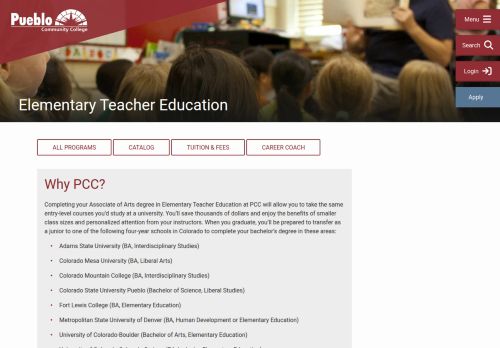 Pueblo
Community College
Menu
Search
Login
Apply
Elementary Teacher Education
ALL PROGRAMS
CATALOG
TUITION & FEES
CAREER COACH
Why PCC?
Completing your Associate of Arts degree in Elementary Teacher Education at PCC will allow you to take the same
entry-level courses you'd study at a university. You'll save thousands of dollars and enjoy the benefits of smaller
class sizes and personalized attention from your instructors. When you graduate, you'll be prepared to transfer as
a junior to one of the following four-year schools in Colorado to complete your bachelor's degree in these areas:
Adams State University (BA, Interdisciplinary Studies)
Colorado Mesa University (BA, Liberal Arts)
Colorado Mountain College (BA, Interdisciplinary Studies)
Colorado State University Pueblo (Bachelor of Science, Liberal Studies)
Fort Lewis College (BA, Elementary Education)
Metropolitan State University of Denver (BA, Human Development or Elementary Education)
University of Colorado-Boulder (Bachelor of Arts, Elementary Education)